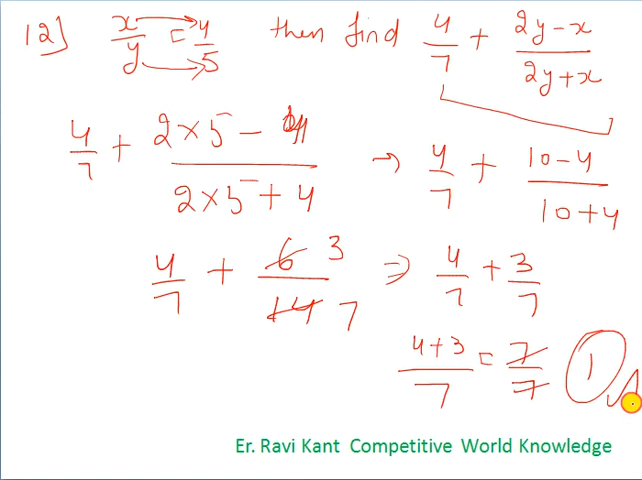 12] x/y = 4/5 then find 4/7 + (2y-x)/(2y+x)
4/7 + (2×5-4)/(2×5+4) → 4/7 + (10-4)/(10+4)
4/7 + 6/14 3/7 ⇒ 4/7 + 3/7
(4+3)/7 = 7/7 1
Er. Ravi Kant Competitive World Knowledge